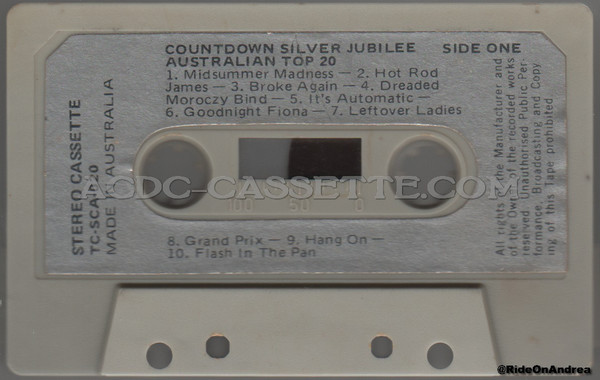 COUNTDOWN SILVER JUBILEE SIDE ONE
AUSTRALIAN TOP 20
1. Midsummer Madness — 2. Hot Rod
James — 3. Broke Again — 4. Dreaded
Moroczy Bind — 5. It's Automatic —
6. Goodnight Fiona — 7. Leftover Ladies
STEREO CASSETTE
TC-SCAT-20
MADE IN AUSTRALIA
CDC-CASSETTE.COM
100 50 0
8. Grand Prix — 9. Hang On —
10. Flash In The Pan
All rights of the Manufacturer and
of the Owner of the recorded works
reserved. Unauthorised Public Per-
formance, Broadcasting and Copy
ing of this Tape prohibited
@RideOnAndrea